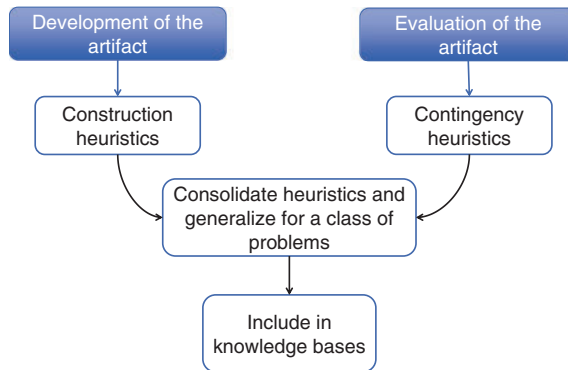 Development of the
artifact
Evaluation of the
artifact
Construction
heuristics
Contingency
heuristics
Consolidate heuristics and
generalize for a class of
problems
Include in
knowledge bases